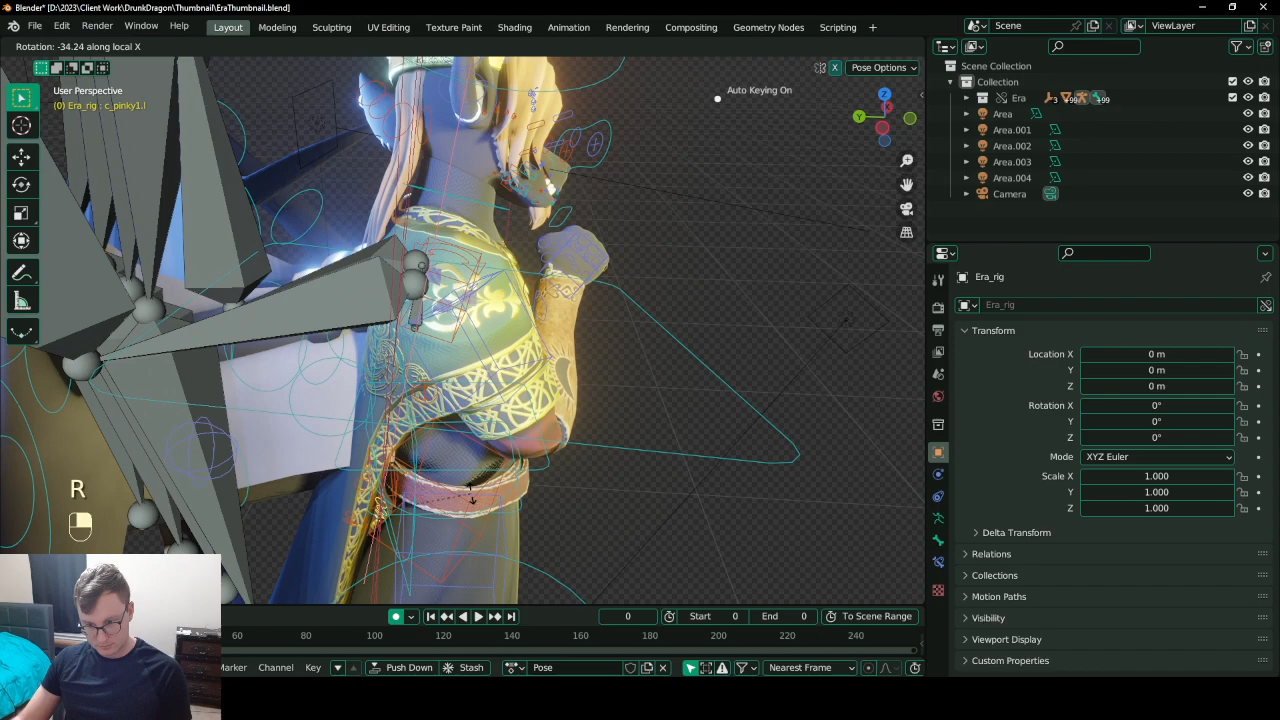 Blender* [D:\2023\Client Work\DrunkDragon\Thumbnail\EraThumbnail.blend]
File Edit Render Window Help Layout Modeling Sculpting UV Editing Texture Paint Shading Animation Rendering Compositing Geometry Nodes Scripting + Scene ViewLayer
Rotation: -34.24 along local X
X Pose Options
User Perspective
(0) Era_rig : c_pinky1.l
Auto Keying On
Z
Y
Scene Collection
Collection
Era 3 +99 +99
Area
Area.001
Area.002
Area.003
Area.004
Camera
Era_rig
Era_rig
Transform
Location X 0 m
Y 0 m
Z 0 m
Rotation X 0°
Y 0°
Z 0°
Mode XYZ Euler
Scale X 1.000
Y 1.000
Z 1.000
Delta Transform
Relations
Collections
Motion Paths
Visibility
Viewport Display
Custom Properties
R
0 Start 0 End 0 To Scene Range
60 80 100 120 140 160 180 200 220 240
Marker Channel Key Push Down Stash Pose Nearest Frame